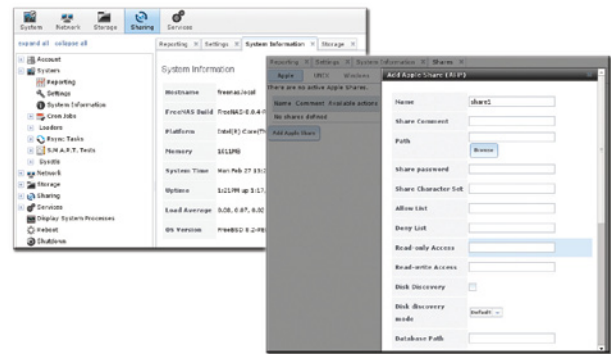 System Network Storage Sharing Services
expand all collapse all
Account
System
Reporting
Settings
System Information
Cron Jobs
Loaders
Rsync Tasks
S.M.A.R.T. Tests
Sysctls
Network
Storage
Sharing
Services
Display System Processes
Reboot
Shutdown
Reporting Settings System Information Storage
System Information
Hostname freenas.local
FreeNAS Build
Platform
Memory
System Time Mon Feb 27
Uptime
Load Average
OS Version
Reporting Settings System Information Shares
Apple UNIX Windows
There are no active Apple Shares.
Name Comment Available actions
No shares defined
Add Apple Share
Add Apple Share (AFP)
Name share1
Share Comment
Path
Browse
Share password
Share Character Set
Allow List
Deny List
Read-only Access
Read-write Access
Disk Discovery
Disk discovery
mode
Default
Database Path